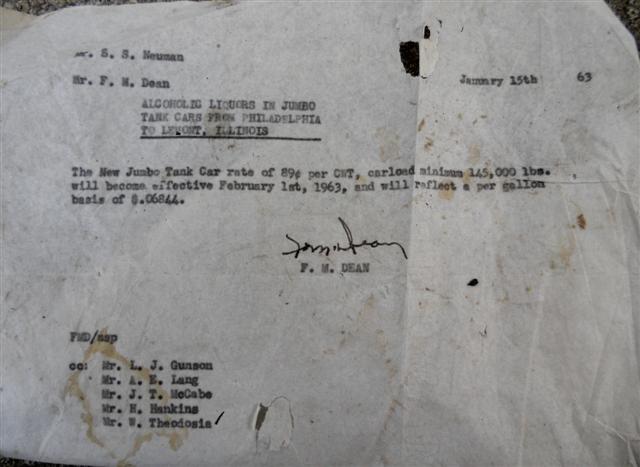 Mr. S. S. Neuman
Mr. F. M. Dean
January 15th 63
ALCOHOLIC LIQUORS IN JUMBO
TANK CARS FROM PHILADELPHIA
TO LEMONT, ILLINOIS
The New Jumbo Tank Car rate of 89¢ per CWT, carload minimum 145,000 lbs.
will become effective February 1st, 1963, and will reflect a per gallon
basis of $.06844.
F. M. Dean
F. M. DEAN
FMD/asp
cc: Mr. L. J. Gunson
Mr. A. E. Lang
Mr. J. T. McCabe
Mr. H. Hankins
Mr. W. Theodosia